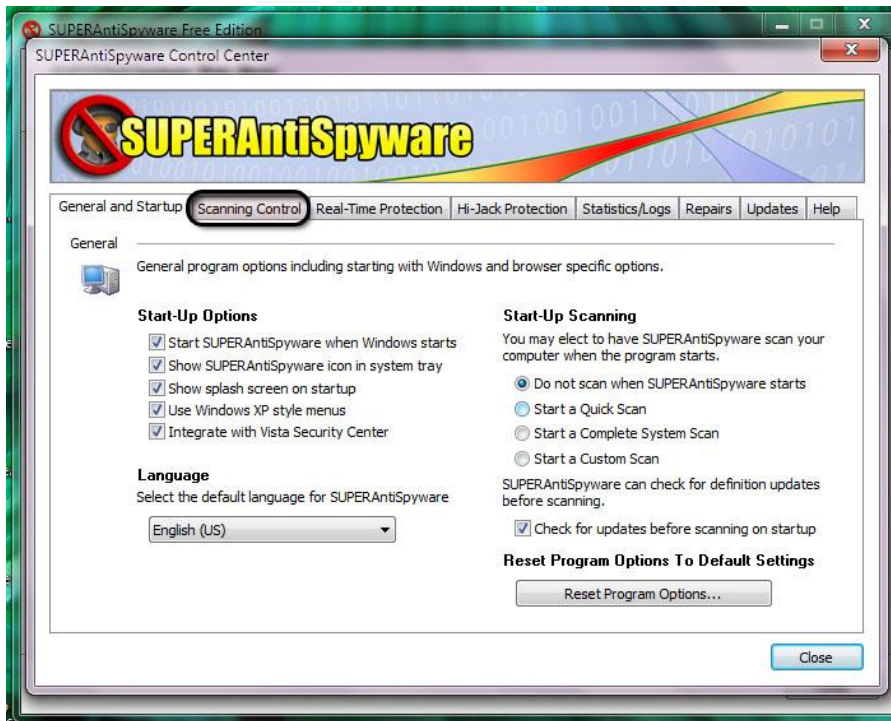 SUPERAntiSpyware Free Edition
SUPERAntiSpyware Control Center
SUPERAntiSpyware
General and Startup
Scanning Control
Real-Time Protection
Hi-Jack Protection
Statistics/Logs
Repairs
Updates
Help
General
General program options including starting with Windows and browser specific options.
Start-Up Options
Start SUPERAntiSpyware when Windows starts
Show SUPERAntiSpyware icon in system tray
Show splash screen on startup
Use Windows XP style menus
Integrate with Vista Security Center
Language
Select the default language for SUPERAntiSpyware
English (US)
Start-Up Scanning
You may elect to have SUPERAntiSpyware scan your
computer when the program starts.
Do not scan when SUPERAntiSpyware starts
Start a Quick Scan
Start a Complete System Scan
Start a Custom Scan
SUPERAntiSpyware can check for definition updates
before scanning.
Check for updates before scanning on startup
Reset Program Options To Default Settings
Reset Program Options...
Close